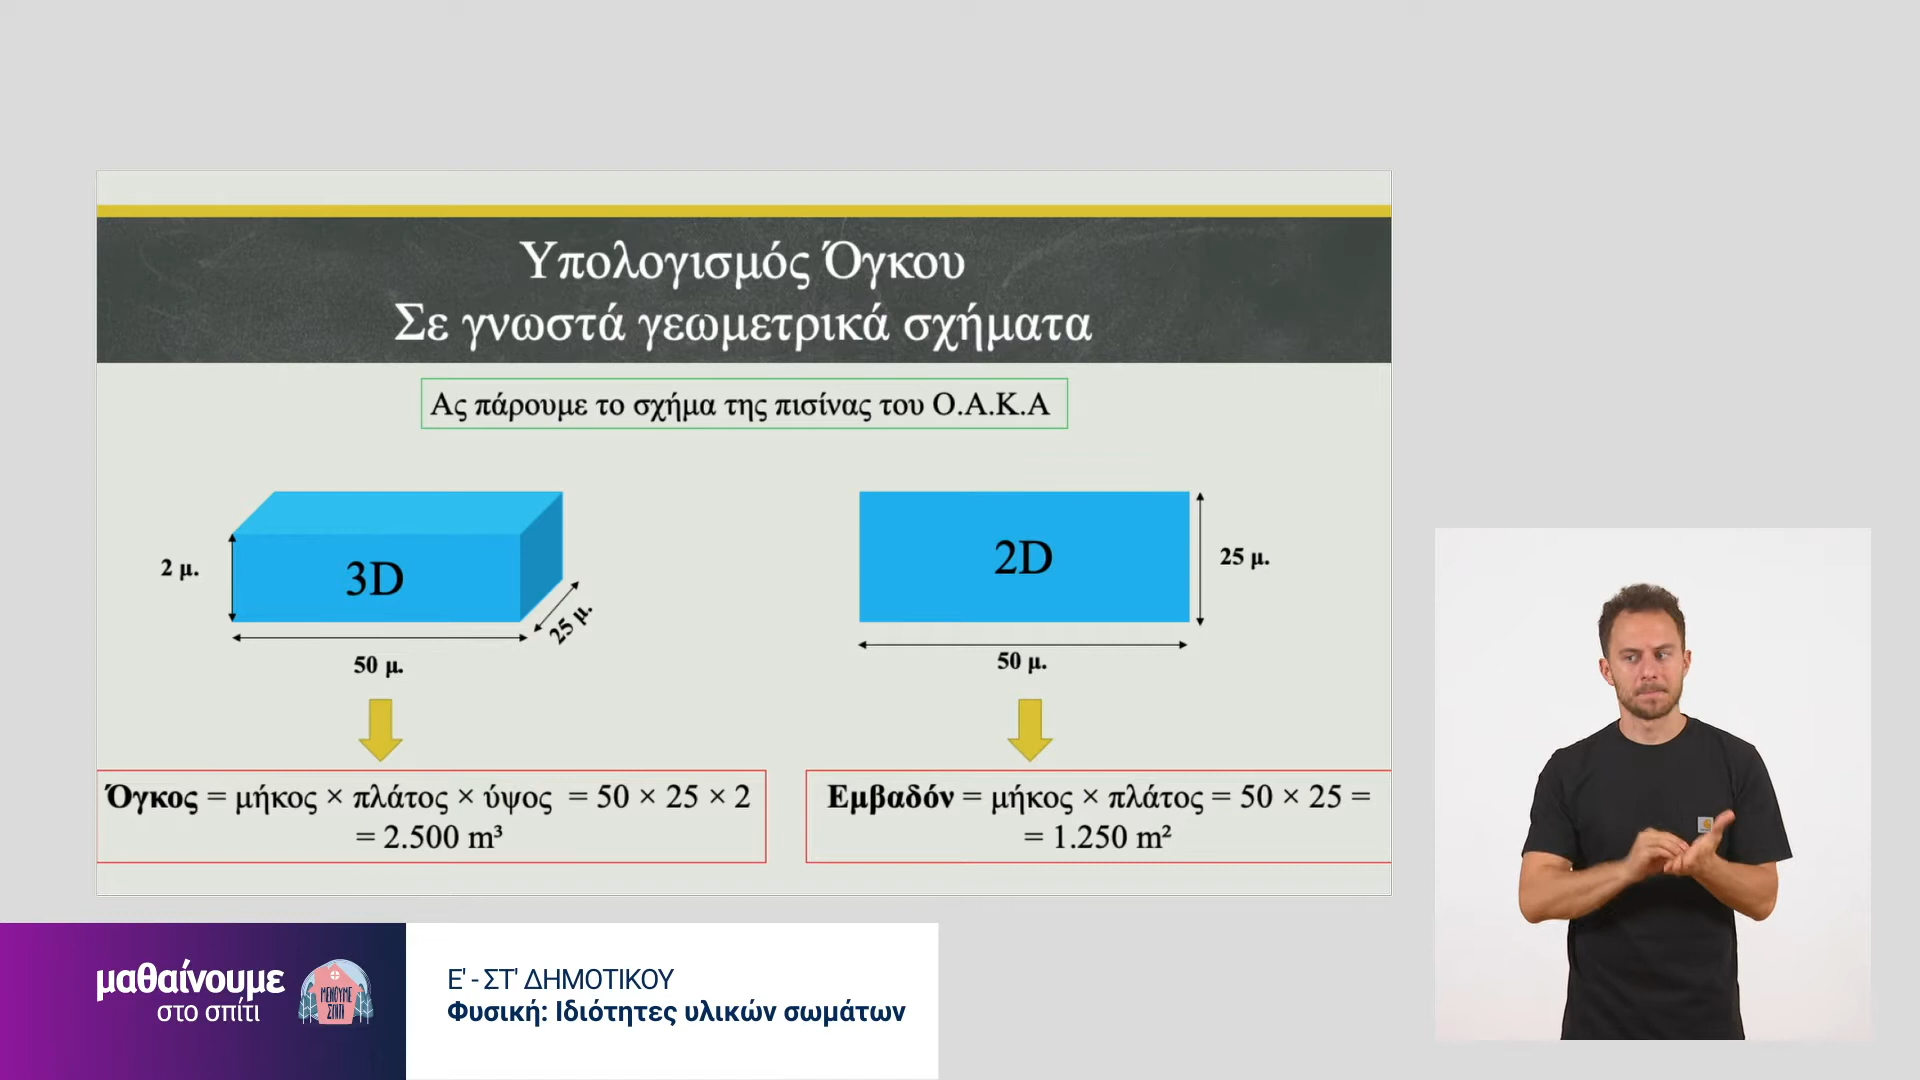 Υπολογισμός Όγκου
Σε γνωστά γεωμετρικά σχήματα
Ας πάρουμε το σχήμα της πισίνας του Ο.Α.Κ.Α
2 μ.
3D
25 μ.
50 μ.
2D
25 μ.
50 μ.
Όγκος = μήκος × πλάτος × ύψος = 50 × 25 × 2
= 2.500 m³
Εμβαδόν = μήκος × πλάτος = 50 × 25 =
= 1.250 m²
μαθαίνουμε
στο σπίτι
ΜΕΝΟΥΜΕ
ΣΠΙΤΙ
Ε' - ΣΤ' ΔΗΜΟΤΙΚΟΥ
Φυσική: Ιδιότητες υλικών σωμάτων